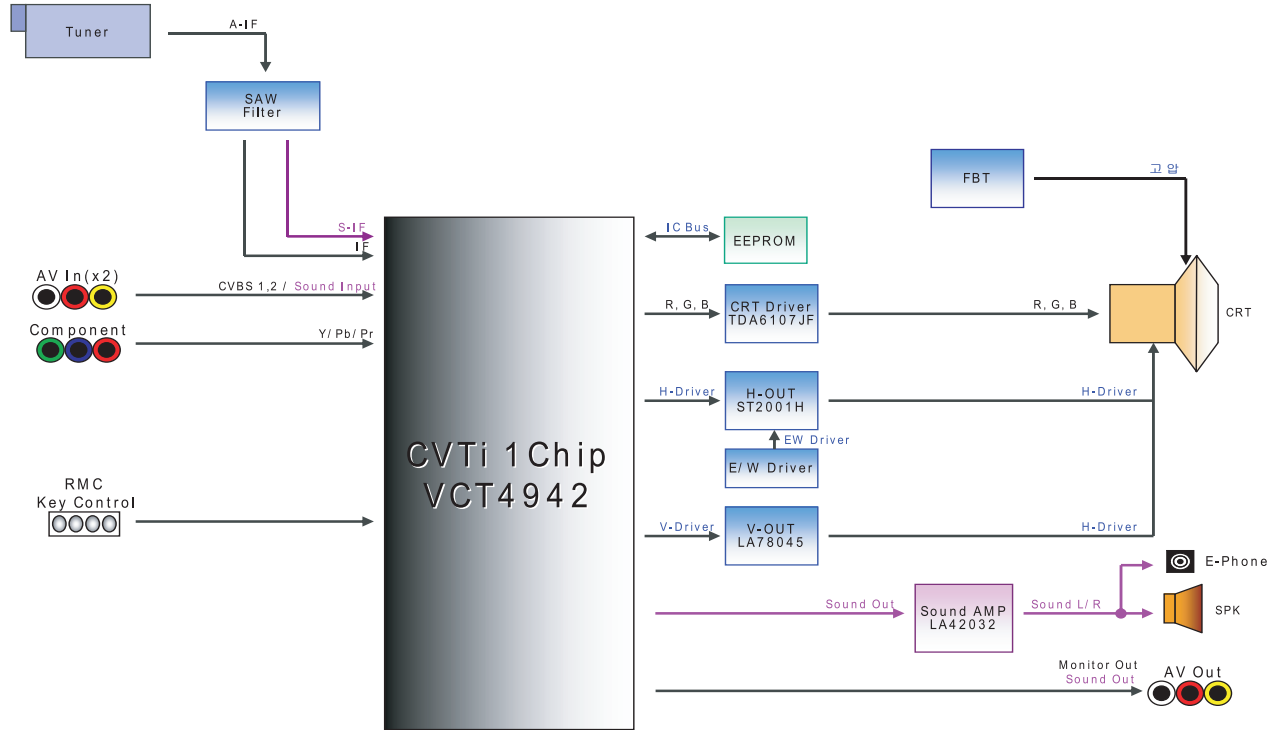 Tuner
A-IF
SAW
Filter
S-IF
IF
AV In(x2)
CVBS 1,2 / Sound Input
Component
Y/Pb/Pr
RMC
Key Control
CVTi 1Chip
VCT4942
IC Bus
EEPROM
FBT
고압
R, G, B
CRT Driver
TDA6107JF
R, G, B
CRT
H-Driver
H-OUT
ST2001H
H-Driver
EW Driver
E/W Driver
V-Driver
V-OUT
LA78045
H-Driver
E-Phone
Sound Out
Sound AMP
LA42032
Sound L/R
SPK
Monitor Out
Sound Out
AV Out